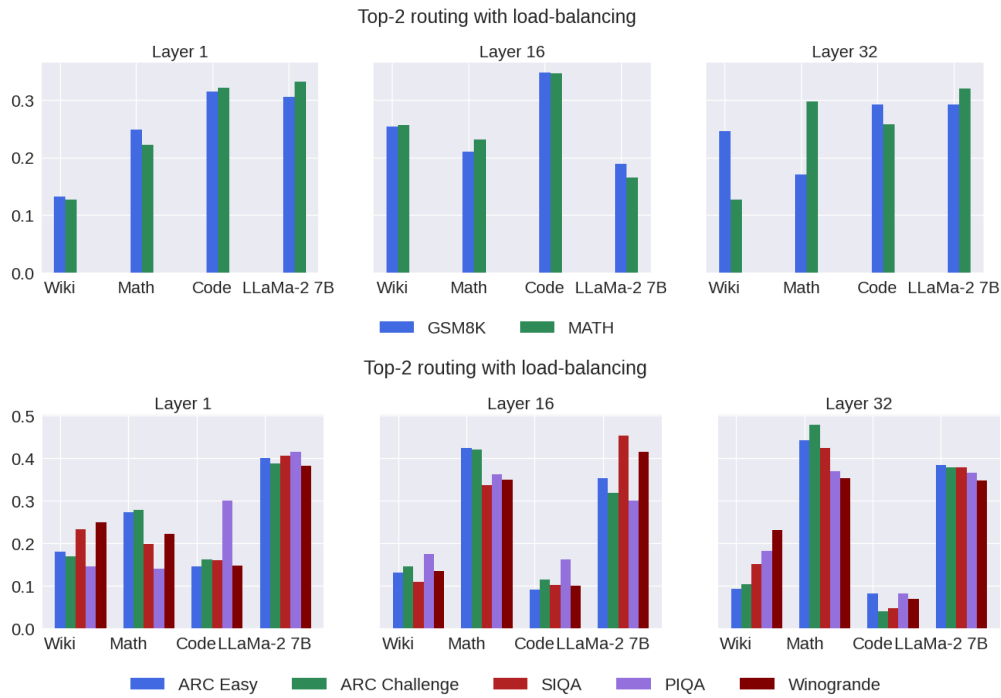 Top-2 routing with load-balancing
Layer 1 Layer 16 Layer 32
0.3
0.2
0.1
0.0
Wiki Math Code LLaMa-2 7B Wiki Math Code LLaMa-2 7B Wiki Math Code LLaMa-2 7B
GSM8K MATH
Top-2 routing with load-balancing
Layer 1 Layer 16 Layer 32
0.5
0.4
0.3
0.2
0.1
0.0
Wiki Math Code LLaMa-2 7B Wiki Math Code LLaMa-2 7B Wiki Math Code LLaMa-2 7B
ARC Easy ARC Challenge SIQA PIQA Winogrande